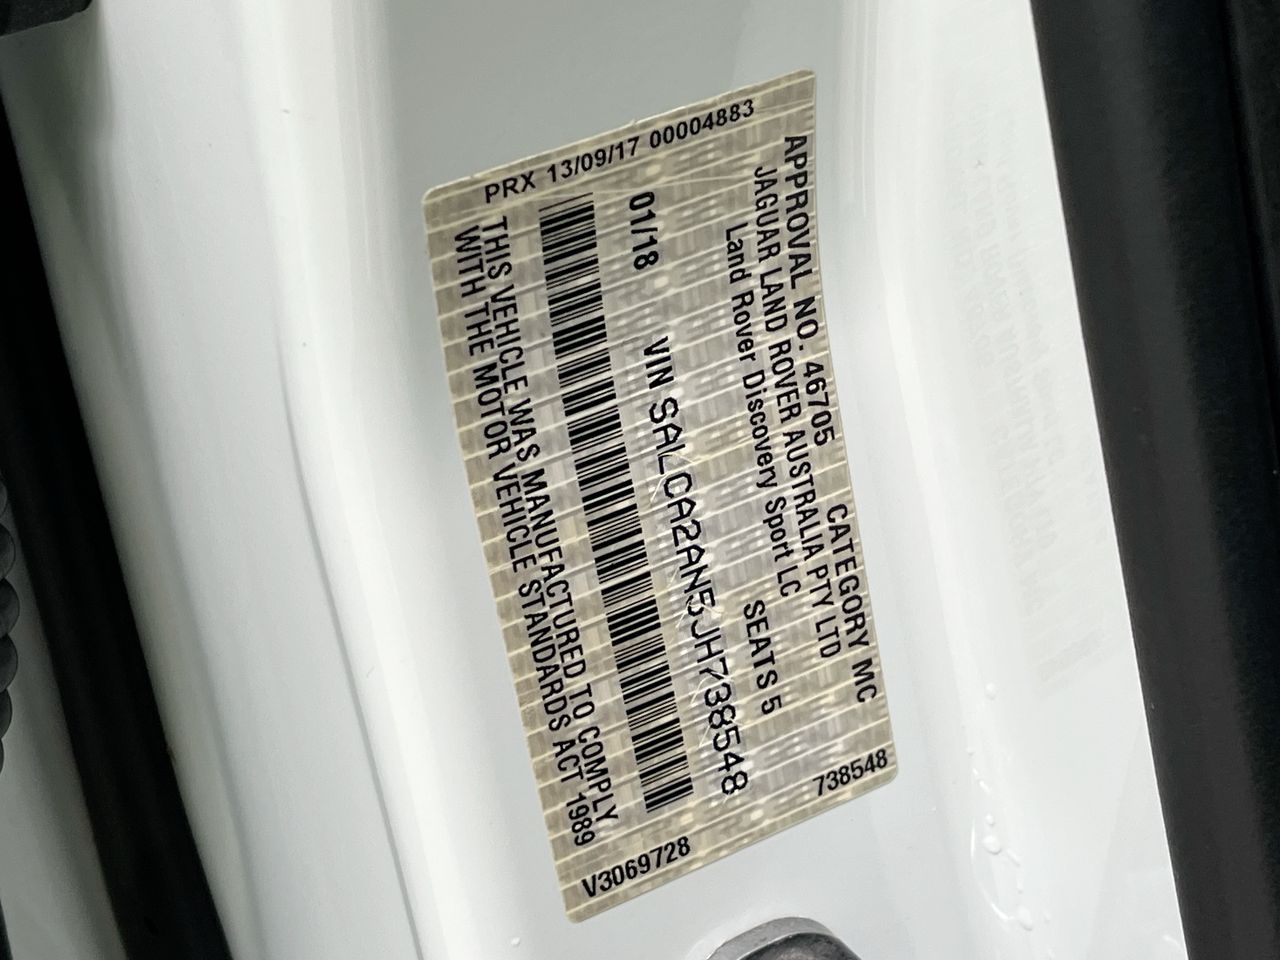 PRX 13/09/17 00004883
APPROVAL NO. 46705 CATEGORY MC
JAGUAR LAND ROVER AUSTRALIA PTY LTD
Land Rover Discovery Sport LC
SEATS 5
01/18 VIN SALCA2AN5JH738548
THIS VEHICLE WAS MANUFACTURED TO COMPLY
WITH THE MOTOR VEHICLE STANDARDS ACT 1989
V3069728 738548